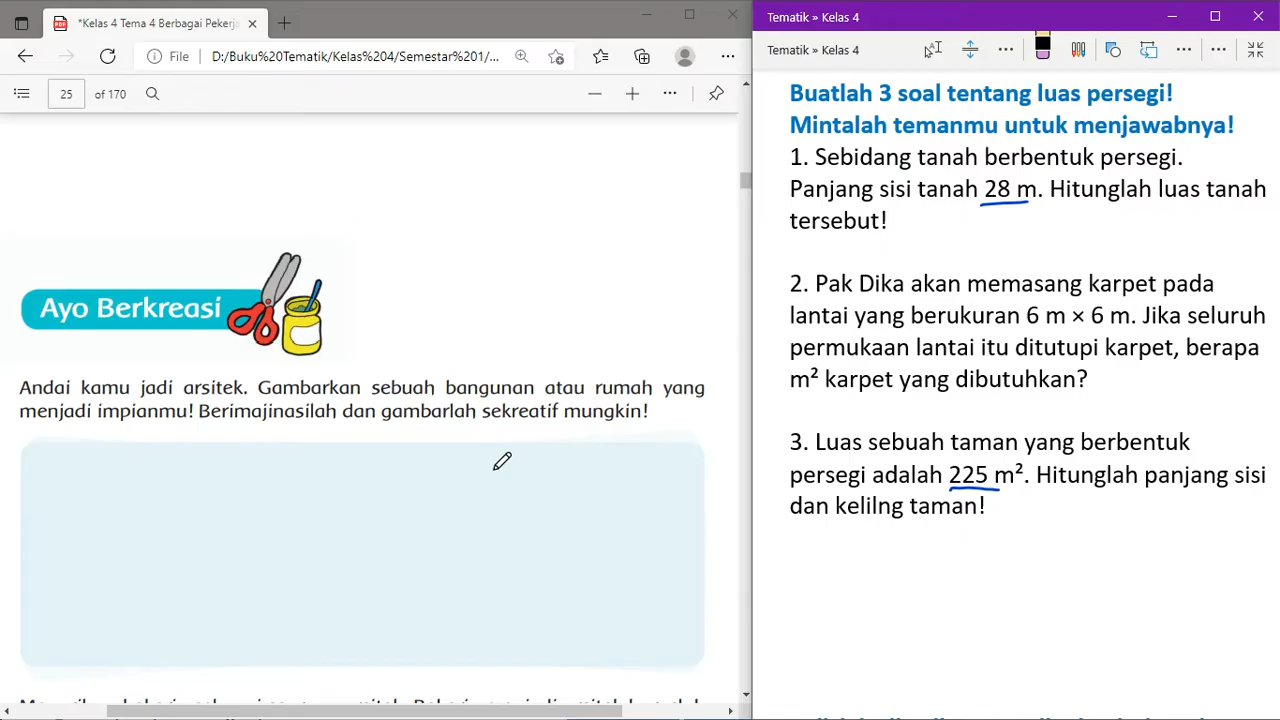 *Kelas 4 Tema 4 Berbagai Pekerja
File
D:/Buku%20Tematik/Kelas%204/Semestar%201/...
25 of 170
Ayo Berkreasi
Andai kamu jadi arsitek. Gambarkan sebuah bangunan atau rumah yang
menjadi impianmu! Berimajinasilah dan gambarlah sekreatif mungkin!
Tematik » Kelas 4
Tematik » Kelas 4
Buatlah 3 soal tentang luas persegi!
Mintalah temanmu untuk menjawabnya!
1. Sebidang tanah berbentuk persegi.
Panjang sisi tanah 28 m. Hitunglah luas tanah
tersebut!
2. Pak Dika akan memasang karpet pada
lantai yang berukuran 6 m × 6 m. Jika seluruh
permukaan lantai itu ditutupi karpet, berapa
m² karpet yang dibutuhkan?
3. Luas sebuah taman yang berbentuk
persegi adalah 225 m². Hitunglah panjang sisi
dan kelilng taman!